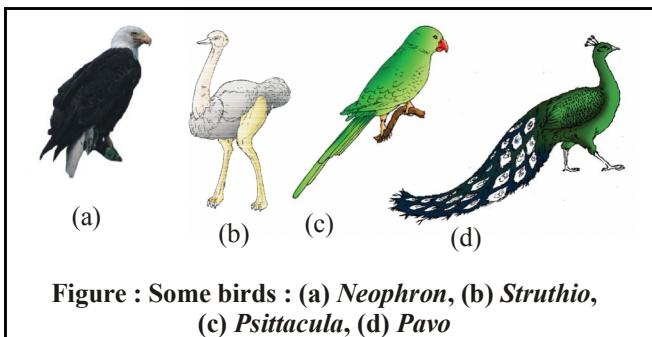 (a)
(b)
(c)
(d)
Figure : Some birds : (a) Neophron, (b) Struthio,
(c) Psittacula, (d) Pavo